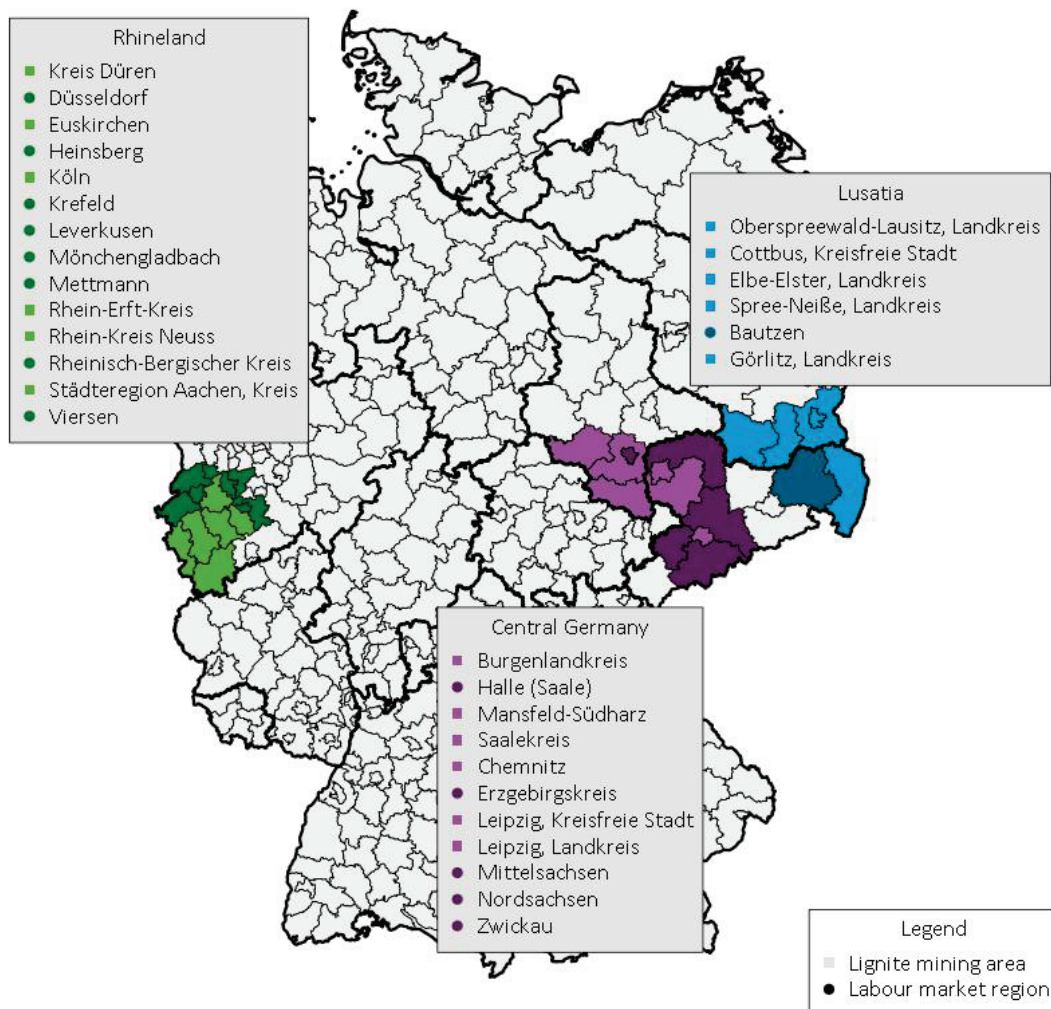 Rhineland
Kreis Düren
Düsseldorf
Euskirchen
Heinsberg
Köln
Krefeld
Leverkusen
Mönchengladbach
Mettmann
Rhein-Erft-Kreis
Rhein-Kreis Neuss
Rheinisch-Bergischer Kreis
Städteregion Aachen, Kreis
Viersen
Lusatia
Oberspreewald-Lausitz, Landkreis
Cottbus, Kreisfreie Stadt
Elbe-Elster, Landkreis
Spree-Neiße, Landkreis
Bautzen
Görlitz, Landkreis
Central Germany
Burgenlandkreis
Halle (Saale)
Mansfeld-Südharz
Saalekreis
Chemnitz
Erzgebirgskreis
Leipzig, Kreisfreie Stadt
Leipzig, Landkreis
Mittelsachsen
Nordsachsen
Zwickau
Legend
Lignite mining area
Labour market region